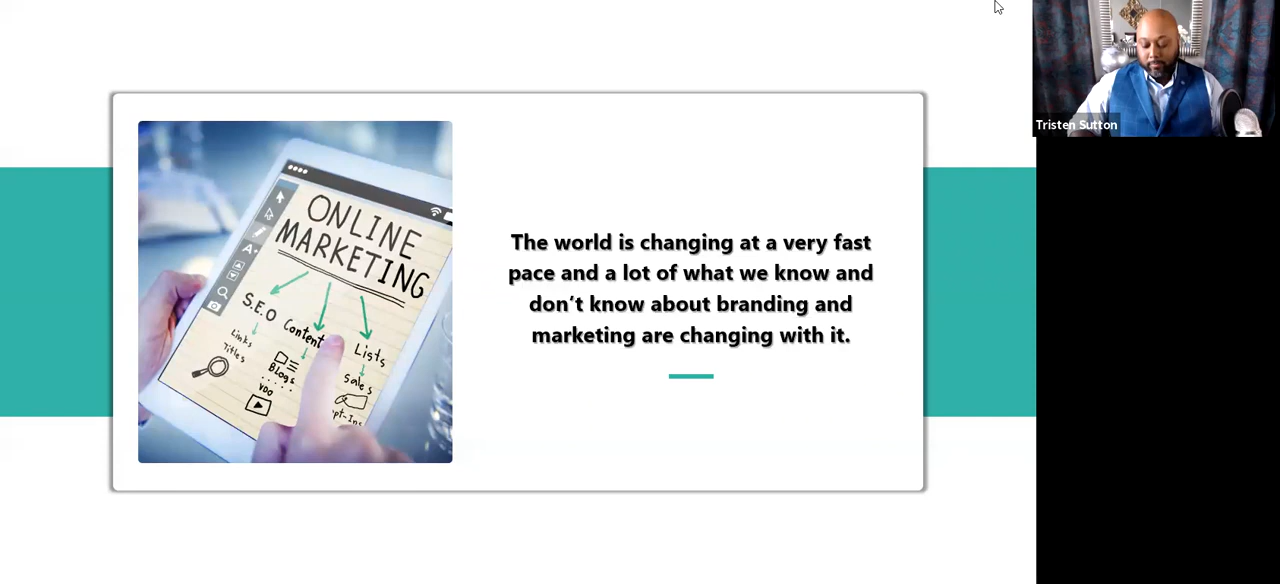 ONLINE
MARKETING
S.E.O
Content
Lists
Links
Titles
Blogs
Sales
The world is changing at a very fast
pace and a lot of what we know and
don't know about branding and
marketing are changing with it.
Tristen Sutton